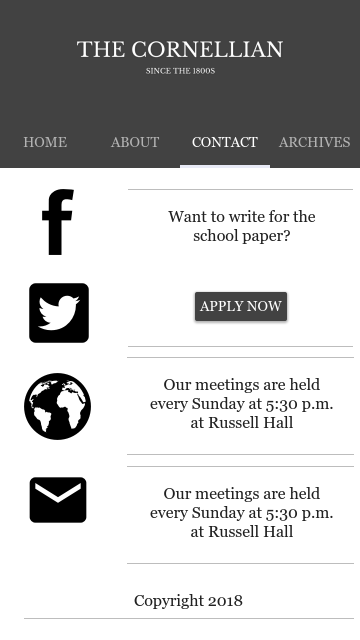 THE CORNELLIAN
SINCE THE 1800S
HOME ABOUT CONTACT ARCHIVES
Want to write for the
school paper?
APPLY NOW
Our meetings are held
every Sunday at 5:30 p.m.
at Russell Hall
Our meetings are held
every Sunday at 5:30 p.m.
at Russell Hall
Copyright 2018